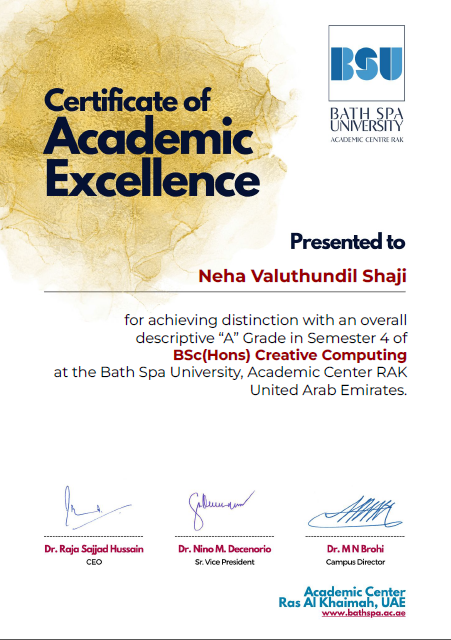 BSU
BATH SPA
UNIVERSITY
ACADEMIC CENTRE RAK
Certificate of
Academic
Excellence
Presented to
Neha Valuthundil Shaji
for achieving distinction with an overall
descriptive “A” Grade in Semester 4 of
BSc(Hons) Creative Computing
at the Bath Spa University, Academic Center RAK
United Arab Emirates.
Dr. Raja Sajjad Hussain
CEO
Dr. Nino M. Decenorio
Sr. Vice President
Dr. M N Brohi
Campus Director
Academic Center
Ras Al Khaimah, UAE
www.bathspa.ac.ae